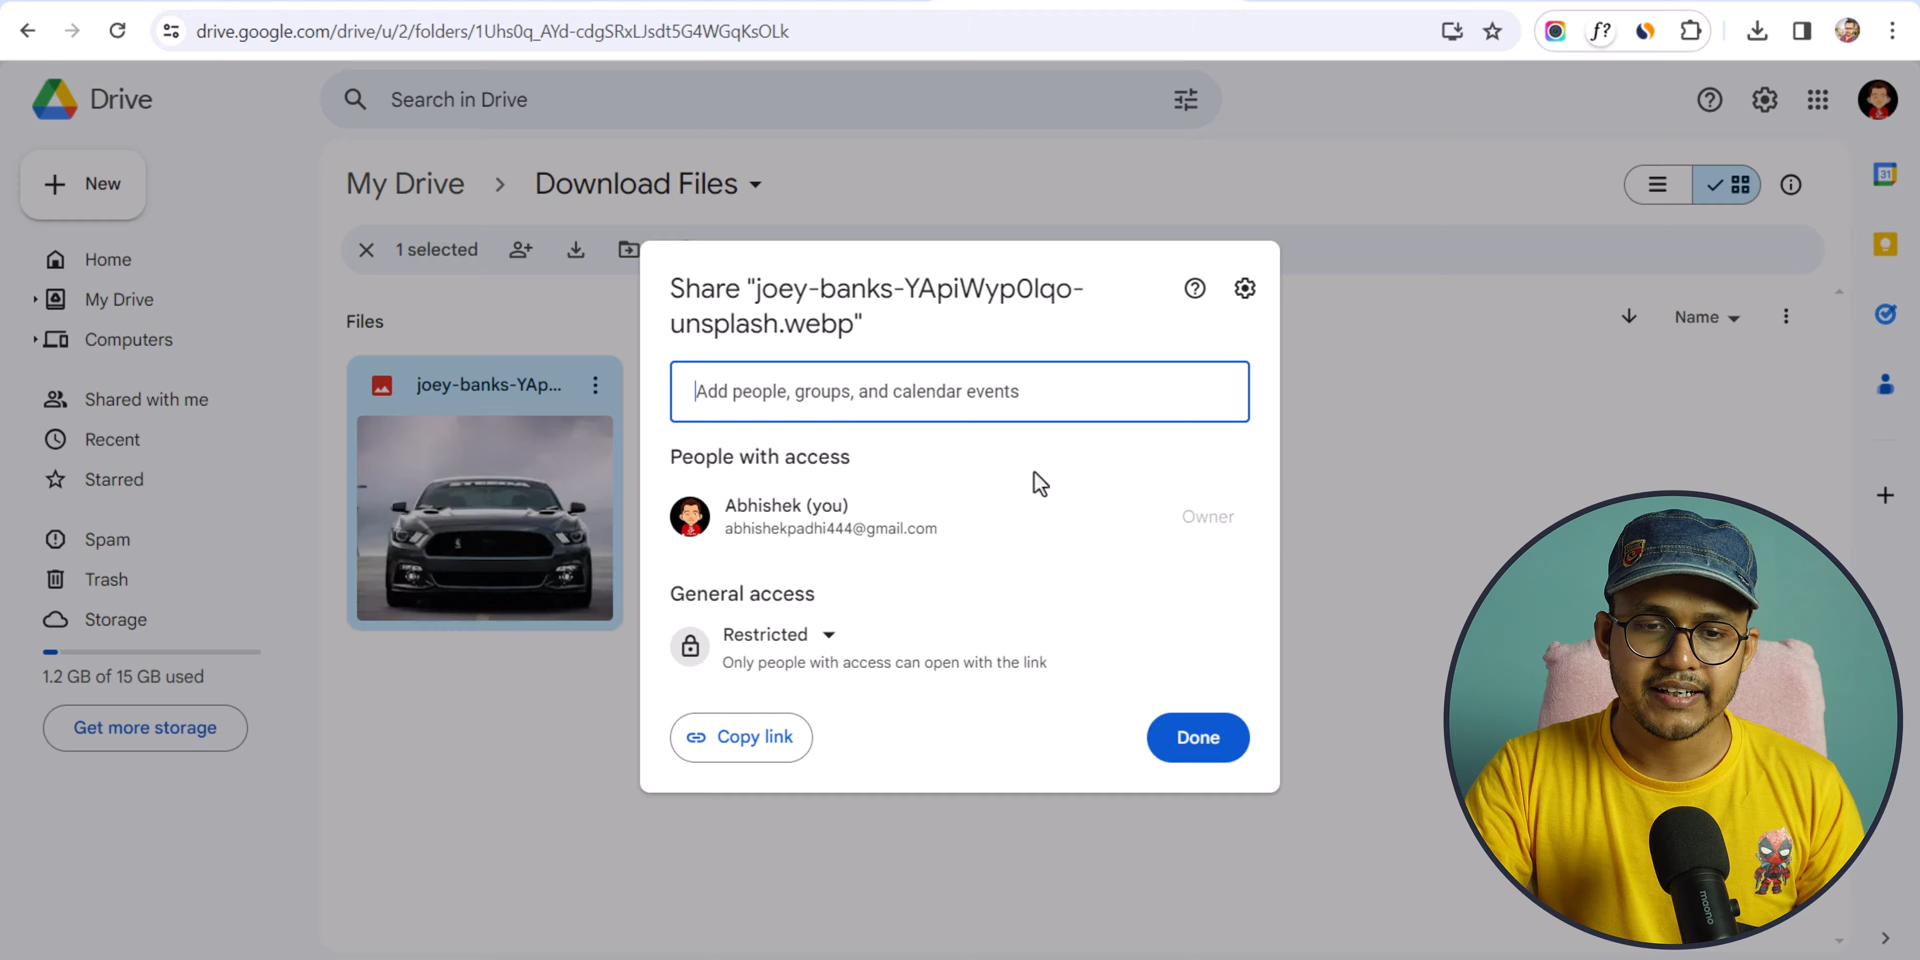 drive.google.com/drive/u/2/folders/1Uhs0q_AYd-cdgSRxLJsdt5G4WGqKsOLk
Drive
Search in Drive
New
Home
My Drive
Computers
Shared with me
Recent
Starred
Spam
Trash
Storage
1.2 GB of 15 GB used
Get more storage
My Drive > Download Files
1 selected
Files
Name
joey-banks-YAp...
Share "joey-banks-YApiWyp0lqo-
unsplash.webp"
Add people, groups, and calendar events
People with access
Abhishek (you)
abhishekpadhi444@gmail.com
Owner
General access
Restricted
Only people with access can open with the link
Copy link
Done
31
f?
maono